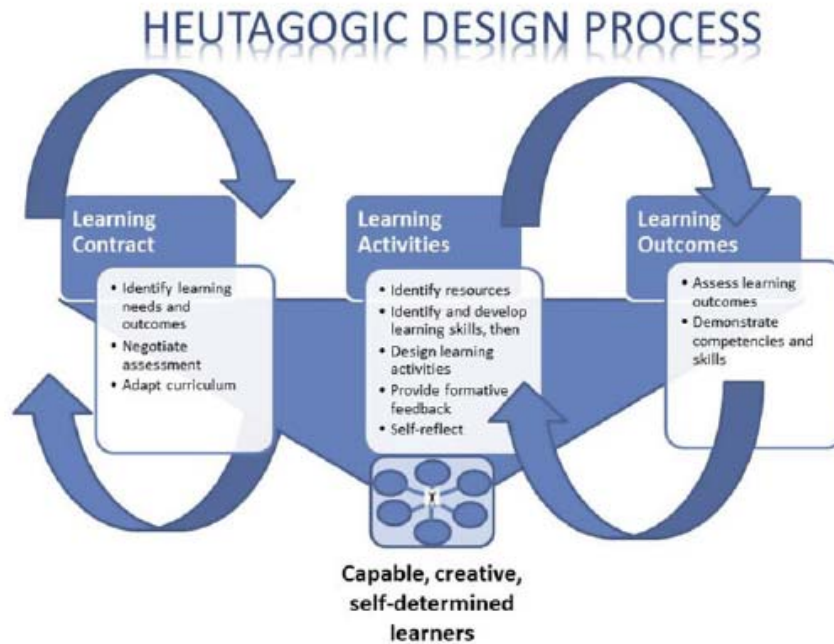 HEUTAGOGIC DESIGN PROCESS
Learning
Contract
• Identify learning
needs and
outcomes
• Negotiate
assessment
• Adapt curriculum
Learning
Activities
• Identify resources
• Identify and develop
learning skills, then
• Design learning
activities
• Provide formative
feedback
• Self-reflect
Learning
Outcomes
• Assess learning
outcomes
• Demonstrate
competencies and
skills
Capable, creative,
self-determined
learners